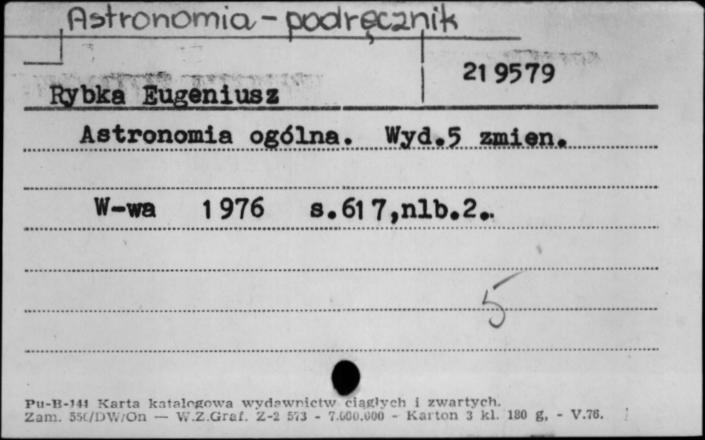 Astronomia - podręcznik
21 9579
Rybka Eugeniusz
Astronomia ogólna. Wyd.5 zmien.
W-wa 1976 s.617,nlb.2.
5
Pu-B-141 Karta katalogowa wydawnictw ciągłych i zwartych.
Zam. 550/DW/On — W.Z.Graf. Z-2 573 - 7.000.000 - Karton 3 kl. 180 g, - V.76.